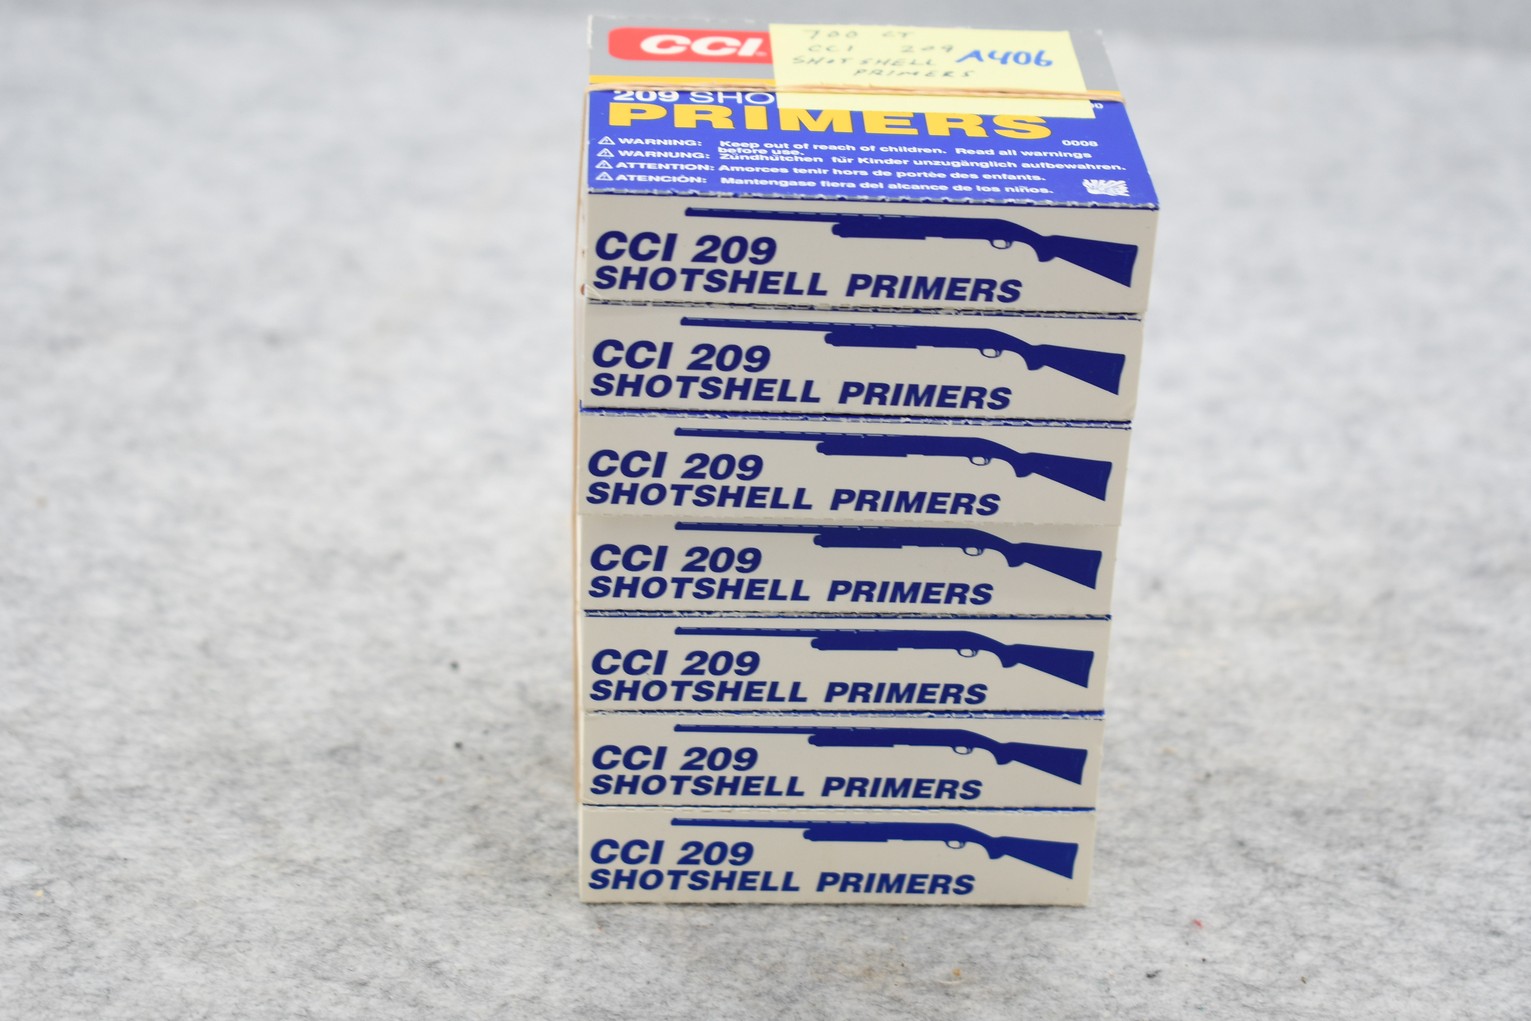 CCI
700 CT
CCI 209
SHOTSHELL
PRIMERS
A406
209 SHO
PRIMERS
0008
WARNING: Keep out of reach of children. Read all warnings
before use.
WARNUNG: Zündhütchen für Kinder unzugänglich aufbewahren.
ATTENTION: Amorces tenir hors de portée des enfants.
ATENCIÓN: Mantengase fiera del alcance de los niños.
CCI 209
SHOTSHELL PRIMERS
CCI 209
SHOTSHELL PRIMERS
CCI 209
SHOTSHELL PRIMERS
CCI 209
SHOTSHELL PRIMERS
CCI 209
SHOTSHELL PRIMERS
CCI 209
SHOTSHELL PRIMERS
CCI 209
SHOTSHELL PRIMERS